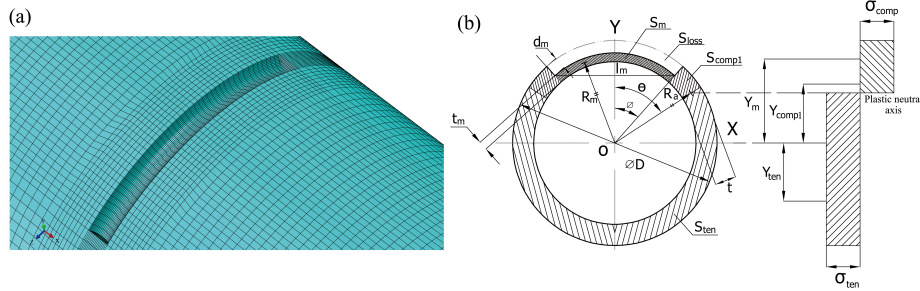 (a)
(b)
Y
S_m
S_loss
S_comp1
d_m
l_m
R_m
θ
R_a
∅
t_m
X
O
∅D
t
S_ten
σ_comp
Y_m
Y_comp1
Plastic neutra
axis
Y_ten
σ_ten